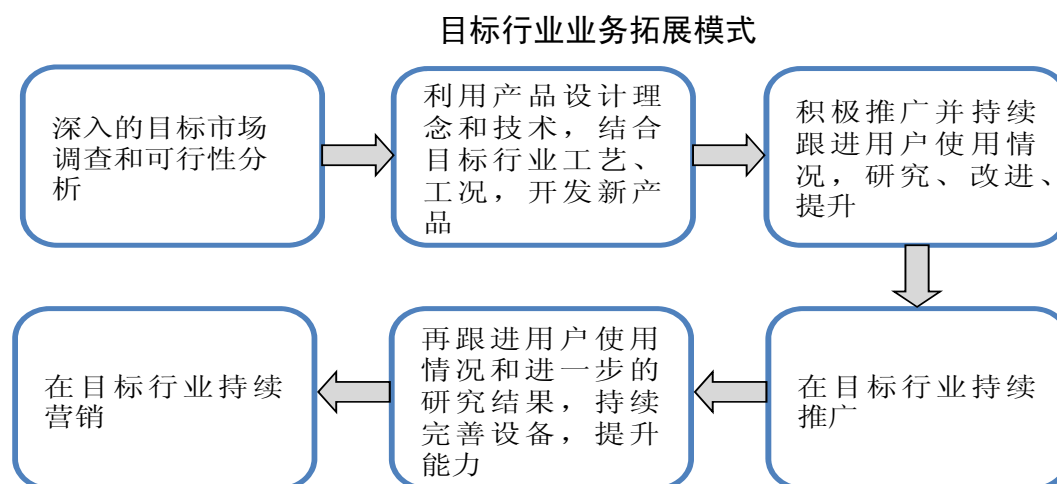 目标行业业务拓展模式
深入的目标市场
调查和可行性分
析
利用产品设计理
念和技术，结合
目标行业工艺、
工况，开发新产
品
积极推广并持续
跟进用户使用情
况，研究、改进、
提升
在目标行业持续
推广
再跟进用户使用
情况和进一步的
研究结果，持续
完善设备，提升
能力
在目标行业持续
营销